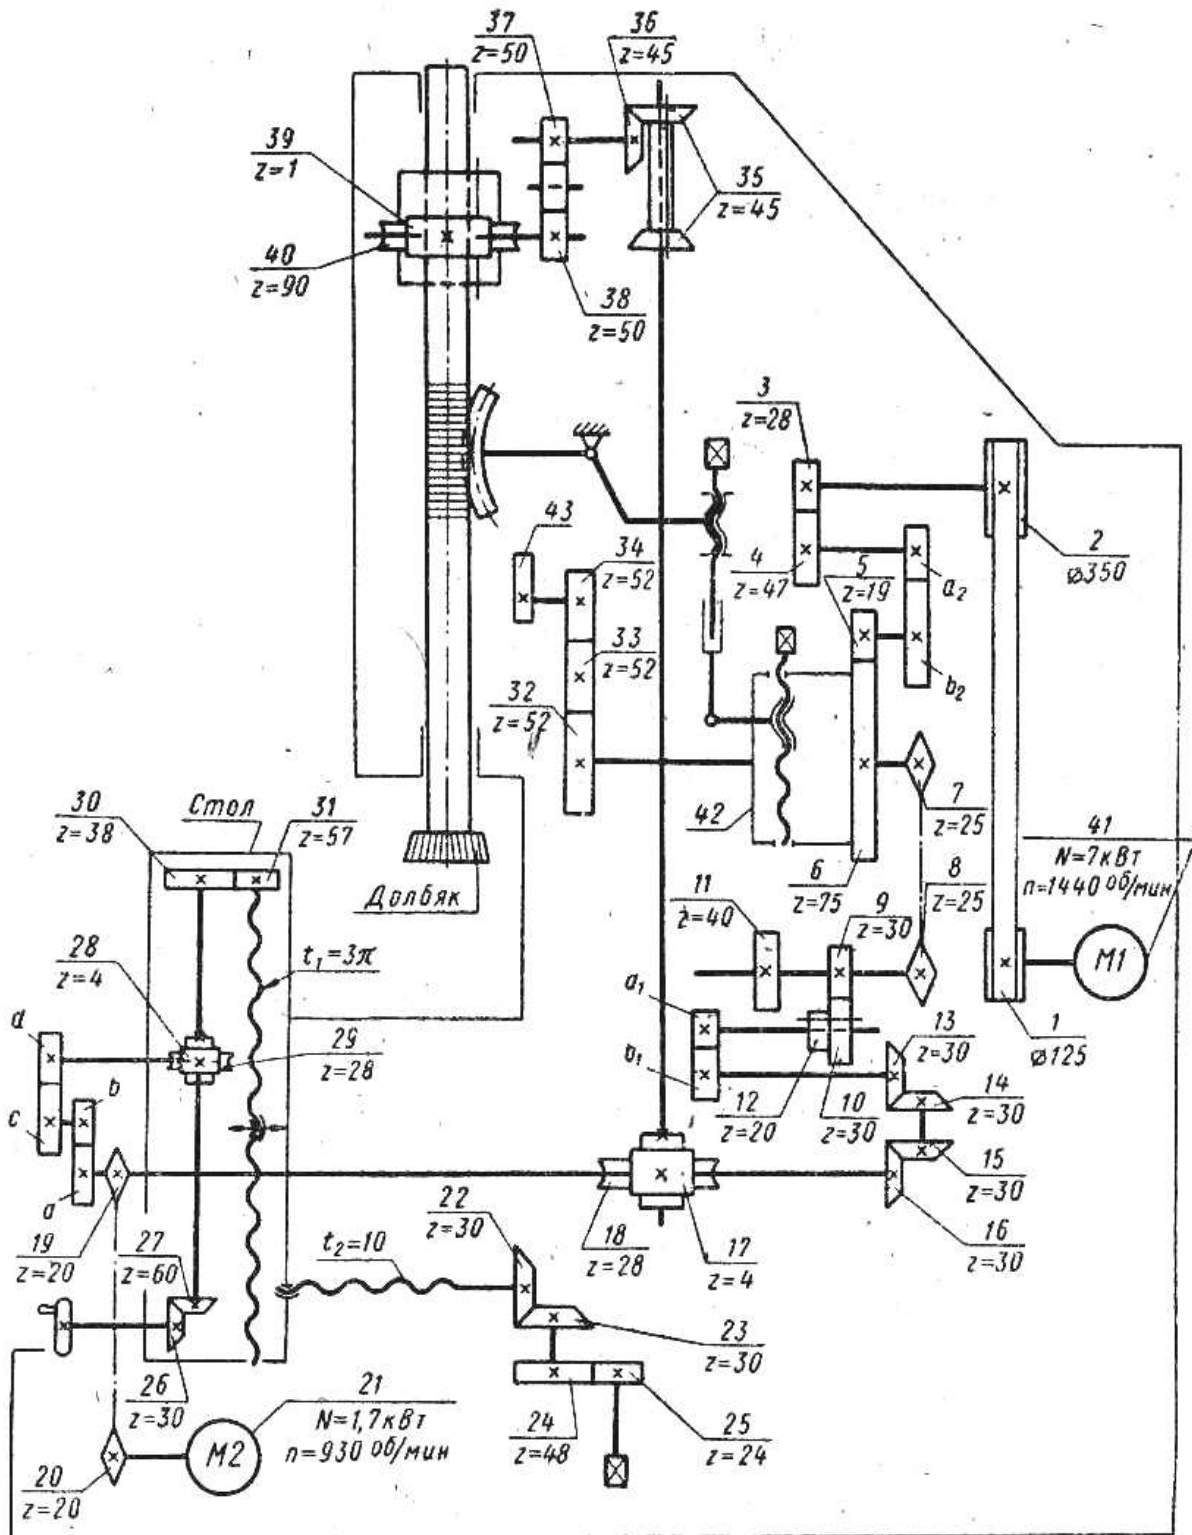 37
z=50
36
z=45
39
z=1
35
z=45
40
z=90
38
z=50
3
z=28
43
34
z=52
4
z=47
5
z=19
a₂
2
ø350
33
z=52
32
z=52
b₂
30
z=38
Стол
31
z=57
42
7
z=25
41
N=7кВт
n=1440 об/мин
Долбяк
6
z=75
8
z=25
11
z=40
9
z=30
28
z=4
t₁=3π
M1
a₁
d
29
z=28
b₁
13
z=30
1
ø125
b
c
12
z=20
10
z=30
14
z=30
15
z=30
a
22
z=30
16
z=30
19
z=20
27
z=60
t₂=10
18
z=28
17
z=4
23
z=30
26
z=30
21
N=1,7кВт
n=930 об/мин
24
z=48
25
z=24
M2
20
z=20